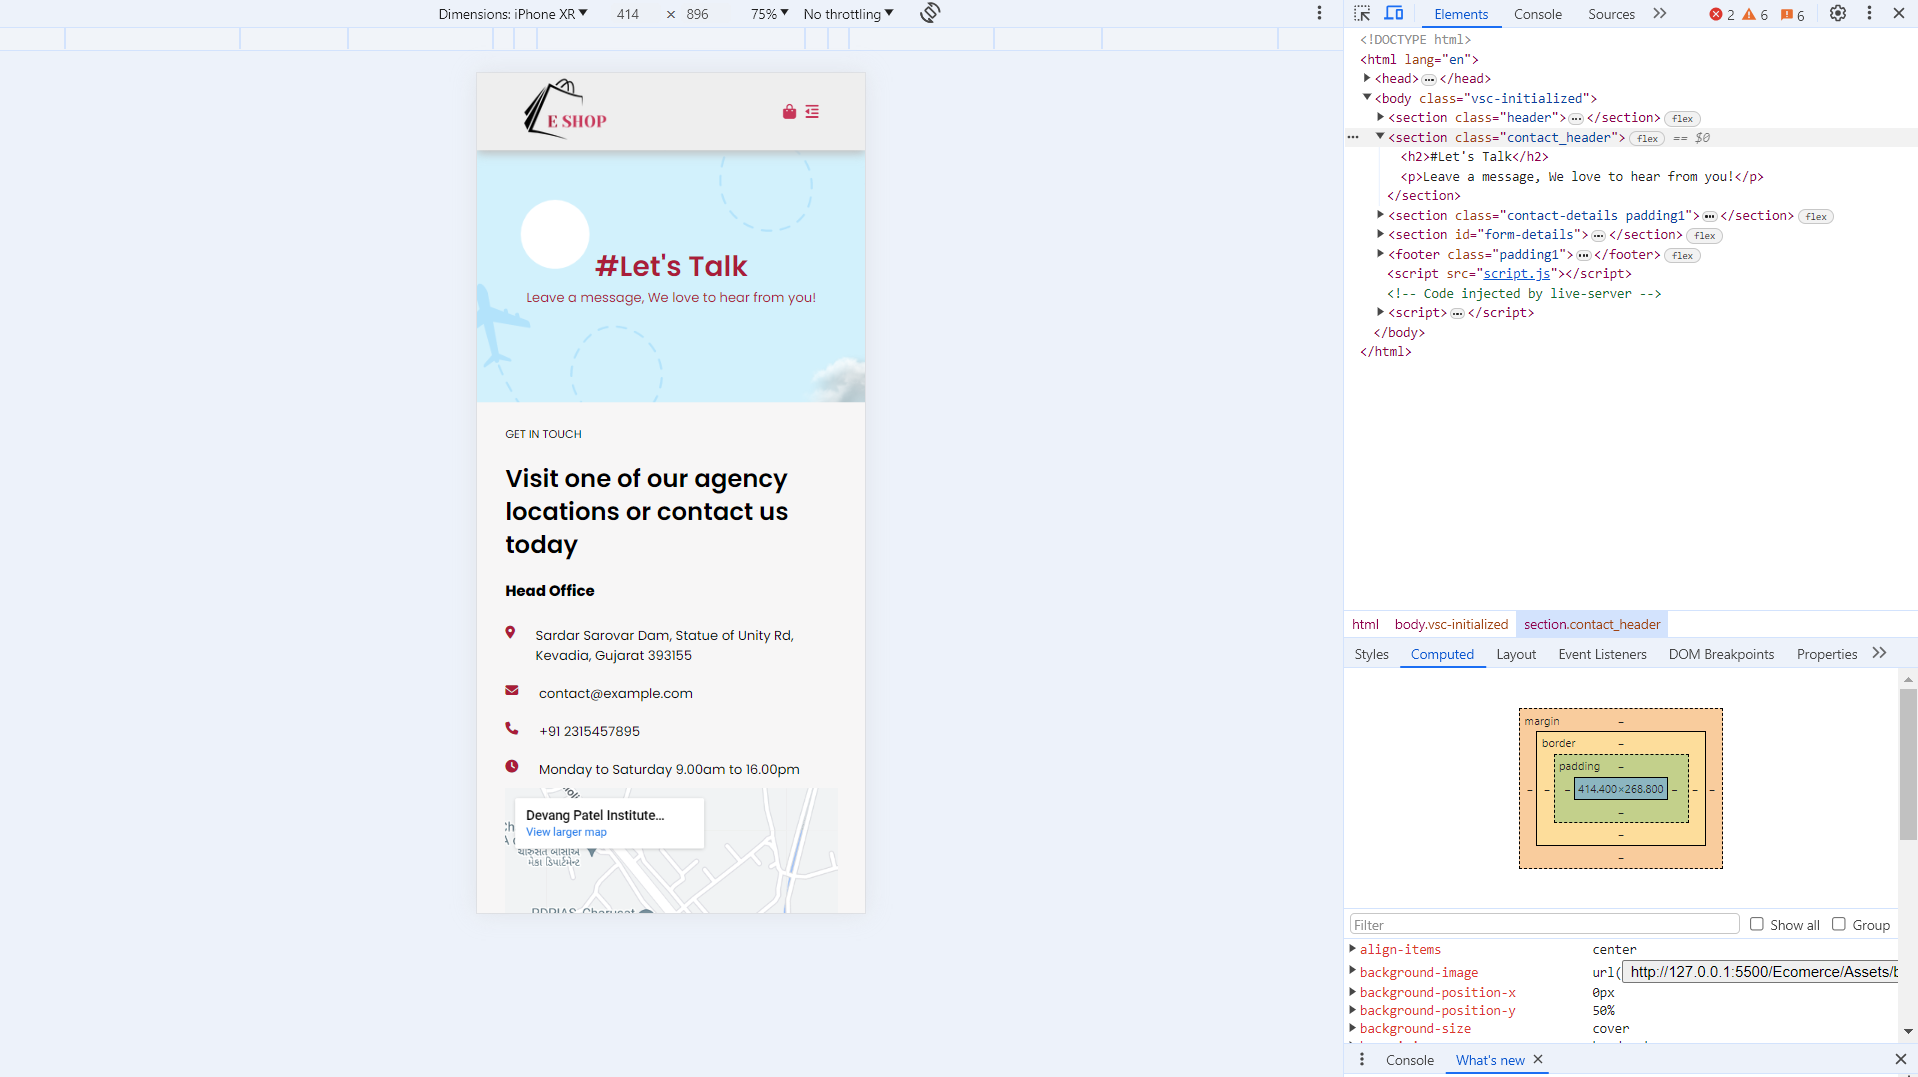 Dimensions: iPhone XR 414 × 896 75% No throttling
E SHOP
#Let's Talk
Leave a message, We love to hear from you!
GET IN TOUCH
Visit one of our agency
locations or contact us
today
Head Office
Sardar Sarovar Dam, Statue of Unity Rd,
Kevadia, Gujarat 393155
contact@example.com
+91 2315457895
Monday to Saturday 9.00am to 16.00pm
Devang Patel Institute...
View larger map
Elements Console Sources 2 6 6
<!DOCTYPE html>
<html lang="en">
<head> </head>
<body class="vsc-initialized">
<section class="header"> </section> flex
<section class="contact_header"> flex == $0
<h2>#Let's Talk</h2>
<p>Leave a message, We love to hear from you!</p>
</section>
<section class="contact-details padding1"> </section> flex
<section id="form-details"> </section> flex
<footer class="padding1"> </footer> flex
<script src="script.js"></script>
<!-- Code injected by live-server -->
<script> </script>
</body>
</html>
html body.vsc-initialized section.contact_header
Styles Computed Layout Event Listeners DOM Breakpoints Properties
margin –
border –
padding –
– – – 414.400×268.800 – – –
–
–
–
Filter Show all Group
align-items center
background-image url( http://127.0.0.1:5500/Ecomerce/Assets/b
background-position-x 0px
background-position-y 50%
background-size cover
Console What's new